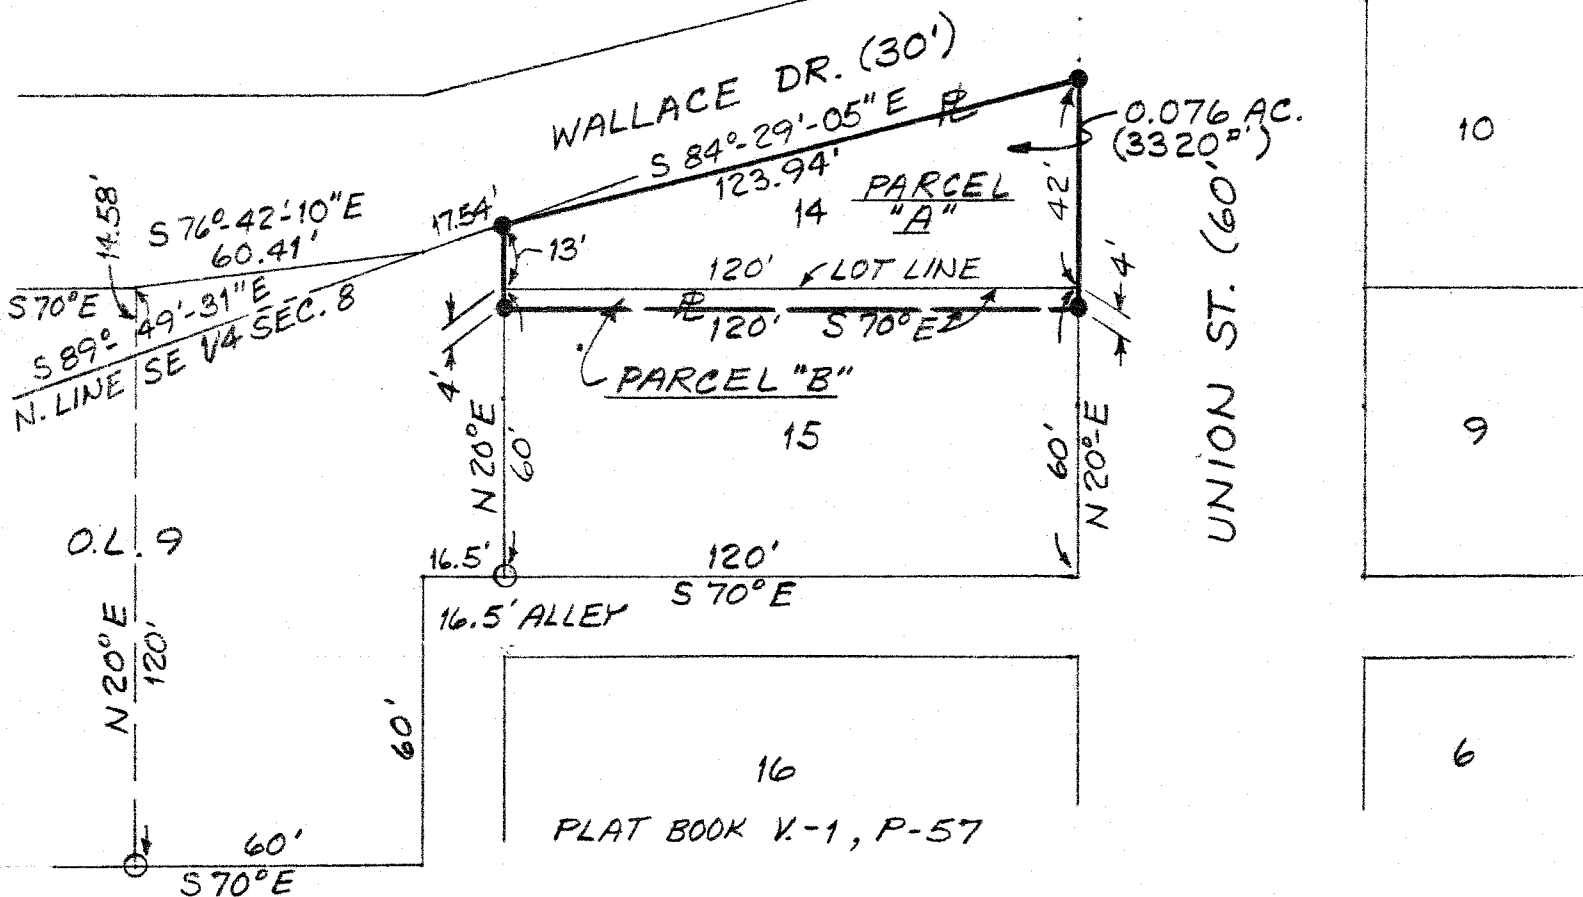 WALLACE DR. (30')
S 84°-29'-05" E ⅊
123.94'
0.076 AC.
(3320 □')
10
14.58'
S 76°-42'-10" E
60.41'
17.54'
PARCEL
"A"
14
42'
13'
4'
S 70° E
S 89°-49'-31" E
N. LINE SE 1/4 SEC. 8
120'
LOT LINE
⅊
120'
S 70° E
4'
PARCEL "B"
UNION ST. (60')
N 20° E
60'
15
60'
N 20°-E
9
O.L. 9
16.5'
120'
S 70° E
16.5' ALLEY
N 20° E
120'
60'
16
6
PLAT BOOK V.-1, P-57
60'
S 70° E